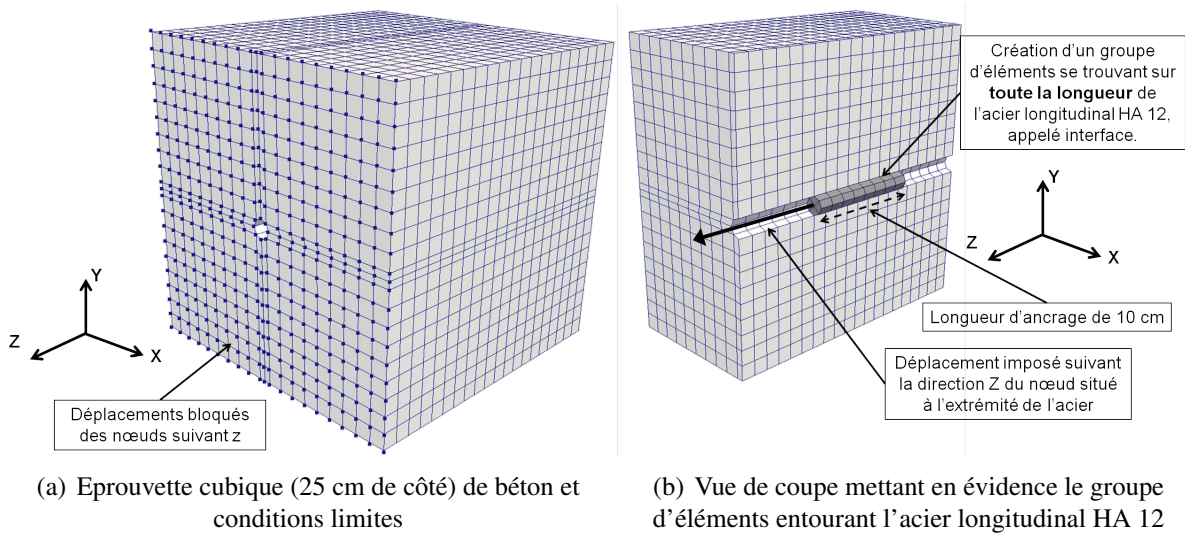 Création d'un groupe
d'éléments se trouvant sur
toute la longueur de
l'acier longitudinal HA 12,
appelé interface.
Y
Z
X
Y
Z
X
Longueur d'ancrage de 10 cm
Déplacement imposé suivant
la direction Z du nœud situé
à l'extrémité de l'acier
Déplacements bloqués
des nœuds suivant z
(a) Eprouvette cubique (25 cm de côté) de béton et
conditions limites
(b) Vue de coupe mettant en évidence le groupe
d'éléments entourant l'acier longitudinal HA 12